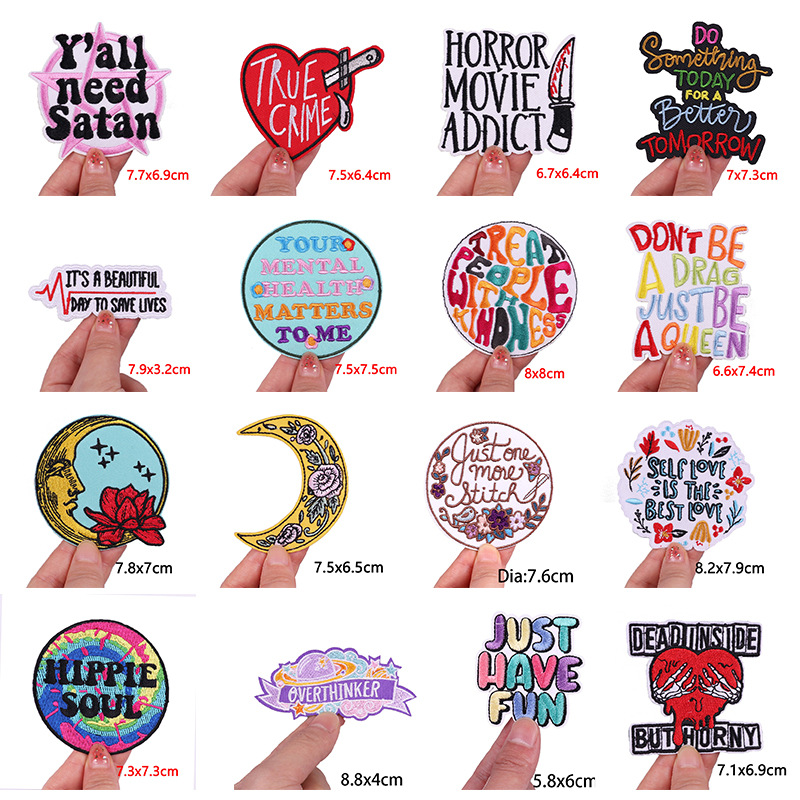 Y'all
need
Satan
7.7x6.9cm
TRUE
CRIME
7.5x6.4cm
HORROR
MOVIE
ADDICT
6.7x6.4cm
DO
Something
TODAY
FOR A
Better
TOMORROW
7x7.3cm
IT'S A BEAUTIFUL
DAY TO SAVE LIVES
7.9x3.2cm
YOUR
MENTAL
HEALTH
MATTERS
TO ME
7.5x7.5cm
TREAT
PEOPLE
WITH
KINDNESS
8x8cm
DON'T BE
A DRAG
JUST BE
A QUEEN
6.6x7.4cm
7.8x7cm
7.5x6.5cm
Just one
more
Stitch
Dia:7.6cm
SELF LOVE
IS THE
BEST LOVE
8.2x7.9cm
HIPPIE
SOUL
7.3x7.3cm
OVERTHINKER
8.8x4cm
JUST
HAVE
FUN
5.8x6cm
DEAD INSIDE
BUT HORNY
7.1x6.9cm